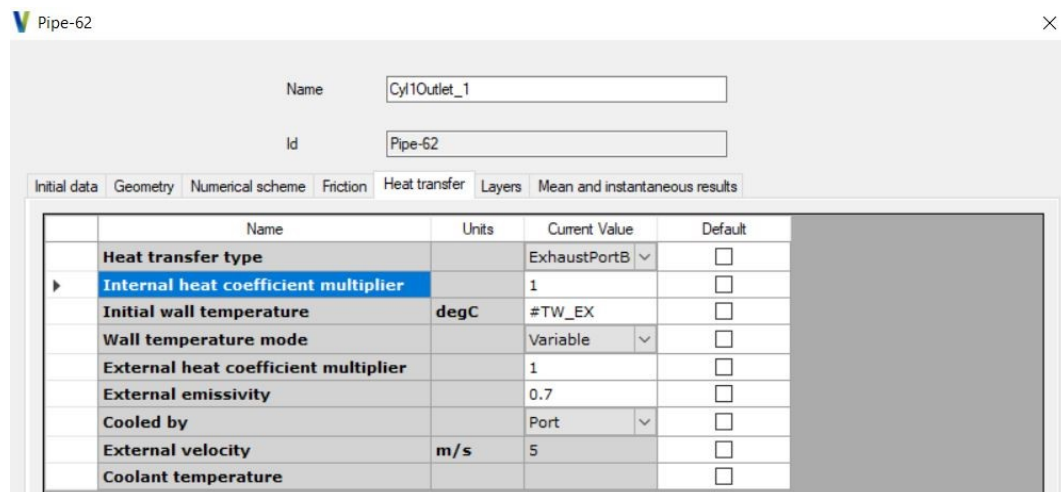 Pipe-62
Name Cyl1Outlet_1
Id Pipe-62
Initial data Geometry Numerical scheme Friction Heat transfer Layers Mean and instantaneous results
Name Units Current Value Default
Heat transfer type ExhaustPortB
Internal heat coefficient multiplier 1
Initial wall temperature degC #TW_EX
Wall temperature mode Variable
External heat coefficient multiplier 1
External emissivity 0.7
Cooled by Port
External velocity m/s 5
Coolant temperature